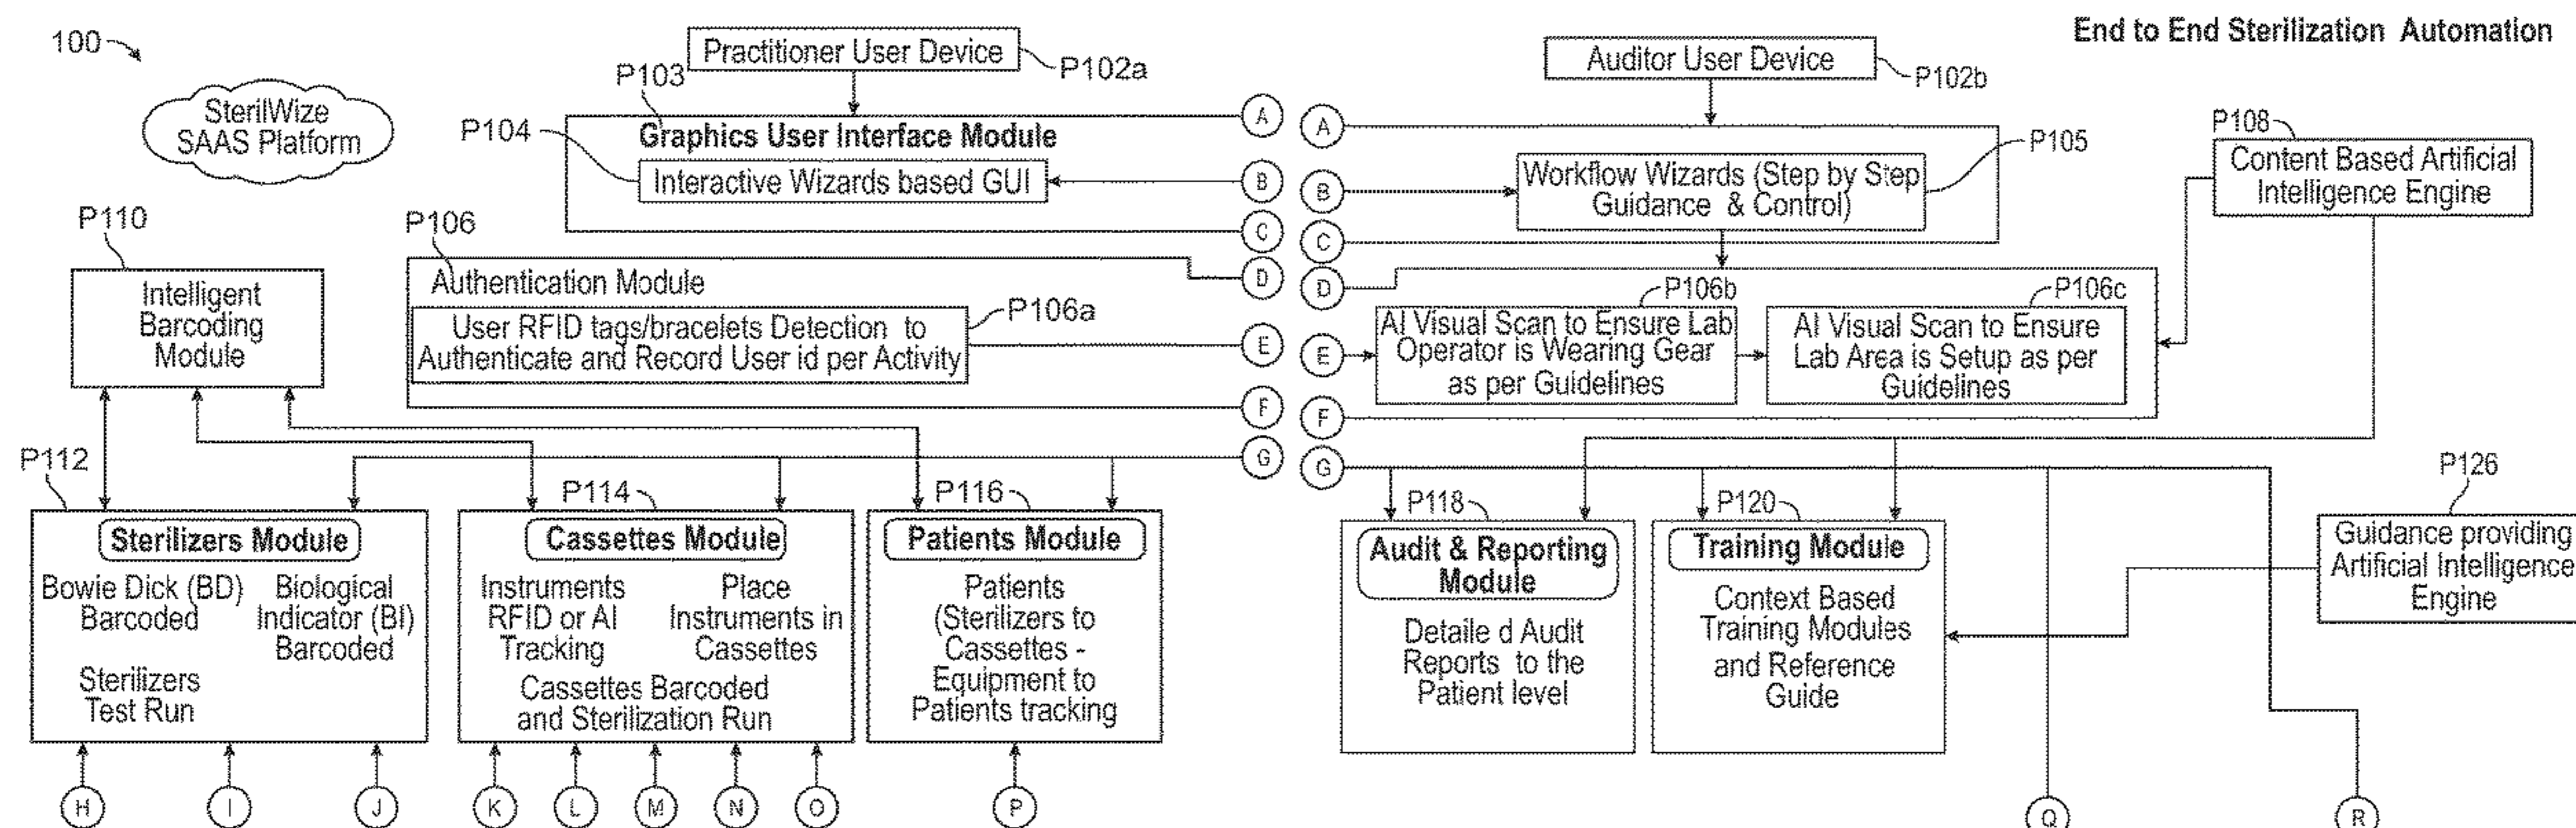 End to End Sterilization Automation
100
SterilWize
SAAS Platform
Practitioner User Device
P102a
P103
Graphics User Interface Module
P104
Interactive Wizards based GUI
A
B
C
Auditor User Device
P102b
A
B
C
Workflow Wizards (Step by Step
Guidance & Control)
P105
P108
Content Based Artificial
Intelligence Engine
P110
Intelligent
Barcoding
Module
P106
Authentication Module
User RFID tags/bracelets Detection to
Authenticate and Record User id per Activity
P106a
D
E
F
G
D
E
F
G
P106b
AI Visual Scan to Ensure Lab
Operator is Wearing Gear
as per Guidelines
P106c
AI Visual Scan to Ensure
Lab Area is Setup as per
Guidelines
P112
Sterilizers Module
Bowie Dick (BD)
Barcoded
Biological
Indicator (BI)
Barcoded
Sterilizers
Test Run
P114
Cassettes Module
Instruments
RFID or AI
Tracking
Place
Instruments in
Cassettes
Cassettes Barcoded
and Sterilization Run
P116
Patients Module
Patients
(Sterilizers to
Cassettes -
Equipment to
Patients tracking
P118
Audit & Reporting
Module
Detaile d Audit
Reports to the
Patient level
P120
Training Module
Context Based
Training Modules
and Reference
Guide
P126
Guidance providing
Artificial Intelligence
Engine
H
I
J
K
L
M
N
O
P
Q
R